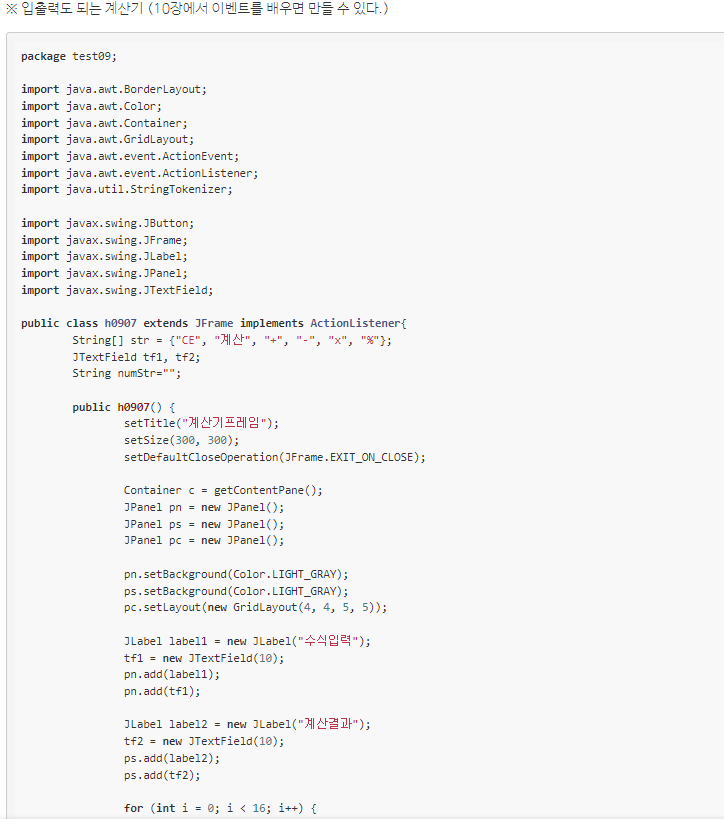 ※ 입출력도 되는 계산기 (10장에서 이벤트를 배우면 만들 수 있다.)
package test09;
import java.awt.BorderLayout;
import java.awt.Color;
import java.awt.Container;
import java.awt.GridLayout;
import java.awt.event.ActionEvent;
import java.awt.event.ActionListener;
import java.util.StringTokenizer;
import javax.swing.JButton;
import javax.swing.JFrame;
import javax.swing.JLabel;
import javax.swing.JPanel;
import javax.swing.JTextField;
public class h0907 extends JFrame implements ActionListener{
String[] str = {"CE", "계산", "+", "-", "x", "%"};
JTextField tf1, tf2;
String numStr="";
public h0907() {
setTitle("계산기프레임");
setSize(300, 300);
setDefaultCloseOperation(JFrame.EXIT_ON_CLOSE);
Container c = getContentPane();
JPanel pn = new JPanel();
JPanel ps = new JPanel();
JPanel pc = new JPanel();
pn.setBackground(Color.LIGHT_GRAY);
ps.setBackground(Color.LIGHT_GRAY);
pc.setLayout(new GridLayout(4, 4, 5, 5));
JLabel label1 = new JLabel("수식입력");
tf1 = new JTextField(10);
pn.add(label1);
pn.add(tf1);
JLabel label2 = new JLabel("계산결과");
tf2 = new JTextField(10);
ps.add(label2);
ps.add(tf2);
for (int i = 0; i < 16; i++) {